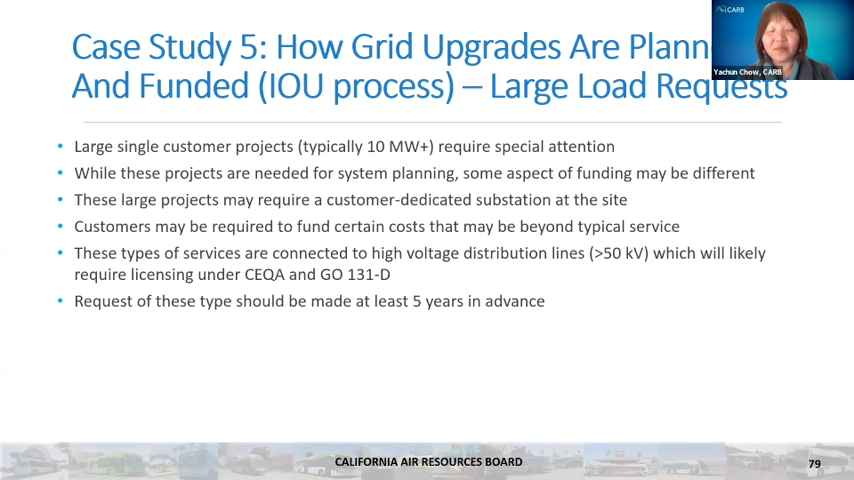 Case Study 5: How Grid Upgrades Are Plann
And Funded (IOU process) – Large Load Requests
CARB
Yachun Chow, CARB
• Large single customer projects (typically 10 MW+) require special attention
• While these projects are needed for system planning, some aspect of funding may be different
• These large projects may require a customer-dedicated substation at the site
• Customers may be required to fund certain costs that may be beyond typical service
• These types of services are connected to high voltage distribution lines (>50 kV) which will likely
require licensing under CEQA and GO 131-D
• Request of these type should be made at least 5 years in advance
CALIFORNIA AIR RESOURCES BOARD
79